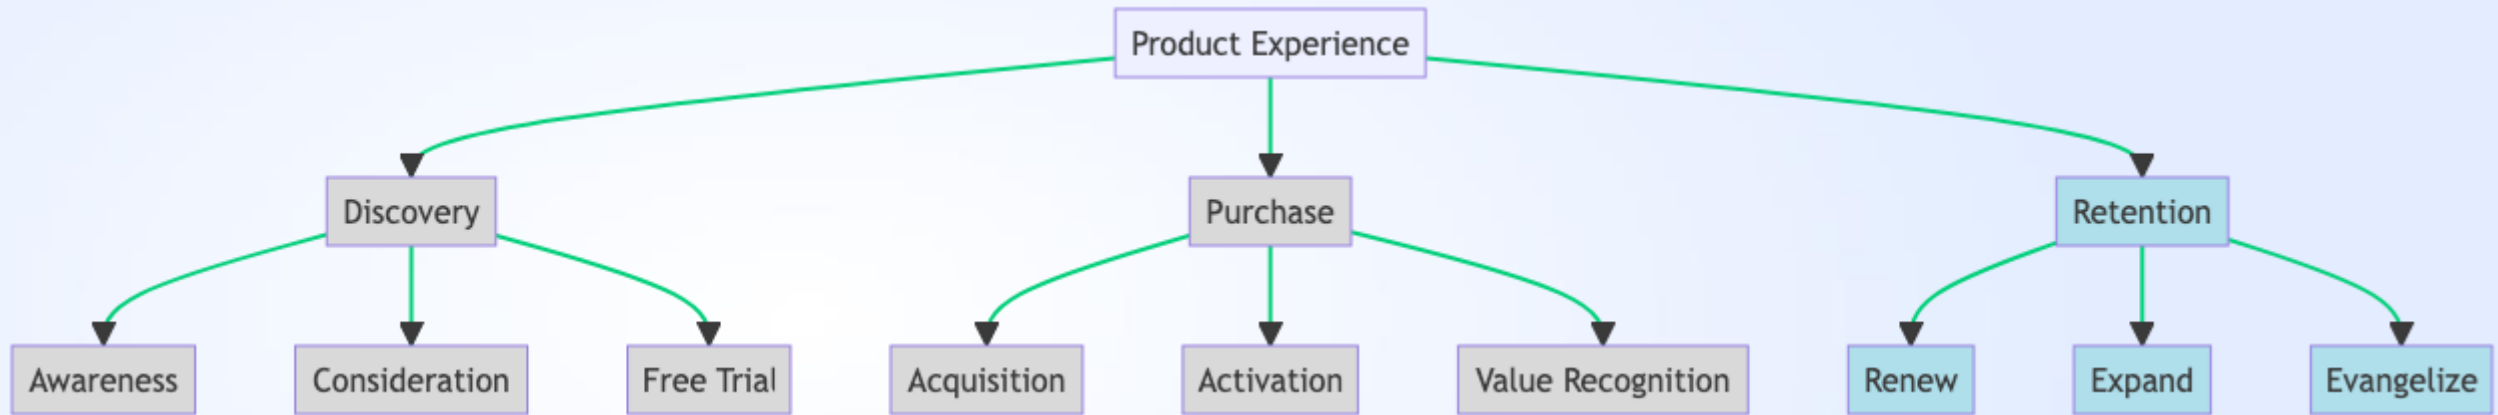 Product Experience
Discovery
Purchase
Retention
Awareness
Consideration
Free Trial
Acquisition
Activation
Value Recognition
Renew
Expand
Evangelize